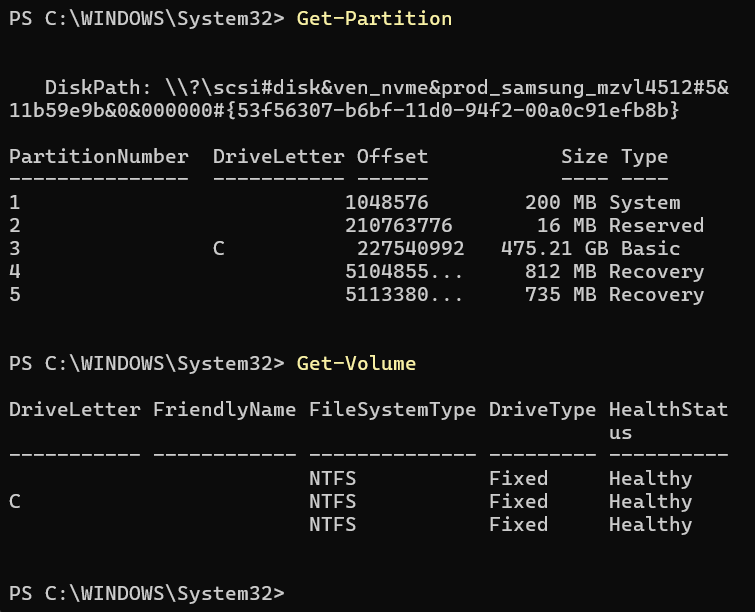 PS C:\WINDOWS\System32> Get-Partition
DiskPath: \\?\scsi#disk&ven_nvme&prod_samsung_mzvl4512#5&
11b59e9b&0&000000#{53f56307-b6bf-11d0-94f2-00a0c91efb8b}
PartitionNumber  DriveLetter Offset           Size Type
---------------  ----------- ------           ---- ----
1                            1048576        200 MB System
2                            210763776       16 MB Reserved
3                C           227540992   475.21 GB Basic
4                            5104855...     812 MB Recovery
5                            5113380...     735 MB Recovery
PS C:\WINDOWS\System32> Get-Volume
DriveLetter FriendlyName FileSystemType DriveType HealthStat
us
----------- ------------ -------------- --------- ----------
NTFS           Fixed     Healthy
C                        NTFS           Fixed     Healthy
NTFS           Fixed     Healthy
PS C:\WINDOWS\System32>